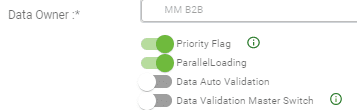 Data Owner :* MM B2B
Priority Flag
ParallelLoading
Data Auto Validation
Data Validation Master Switch